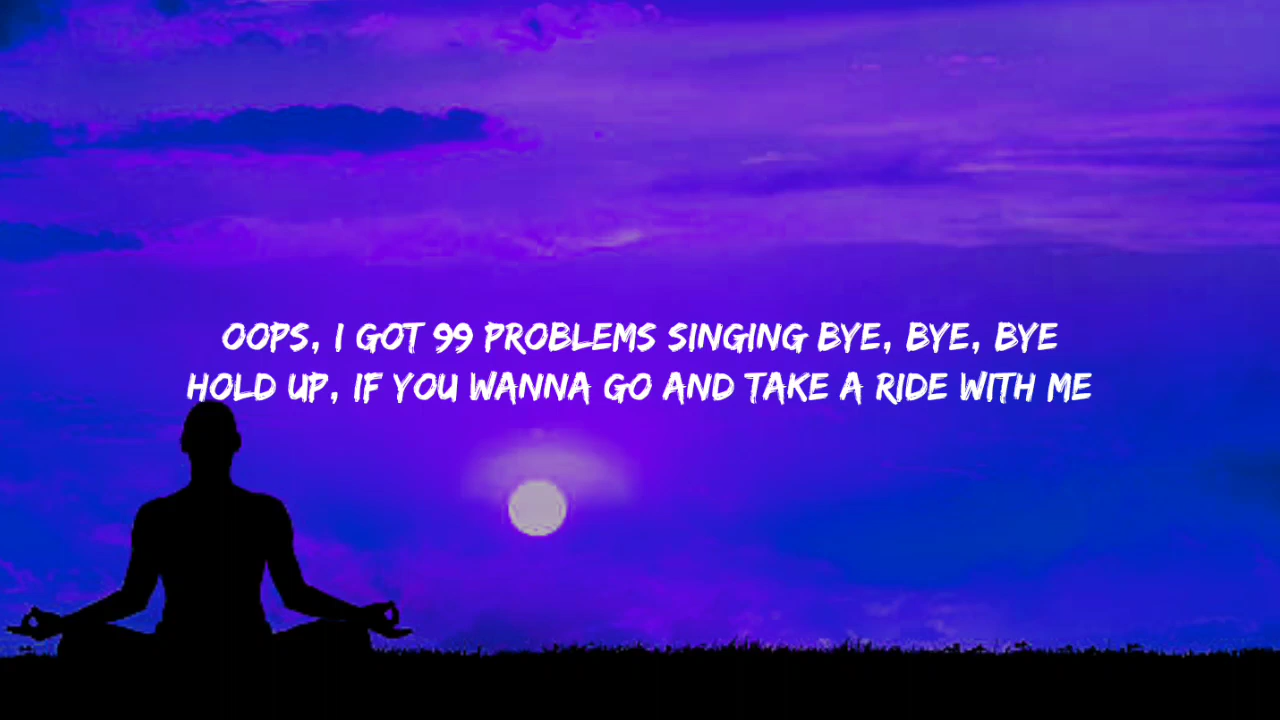 OOPS, I GOT 99 PROBLEMS SINGING BYE, BYE, BYE
HOLD UP, IF YOU WANNA GO AND TAKE A RIDE WITH ME